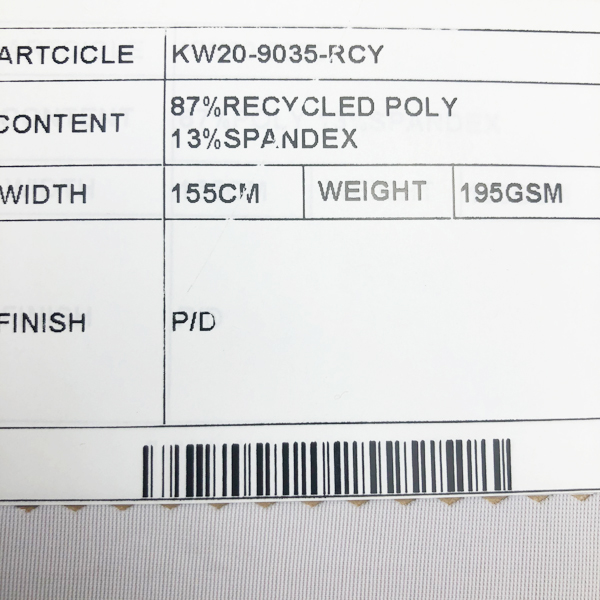 ARTCICLE KW20-9035-RCY
CONTENT 87%RECYCLED POLY
13%SPANDEX
WIDTH 155CM WEIGHT 195GSM
FINISH P/D